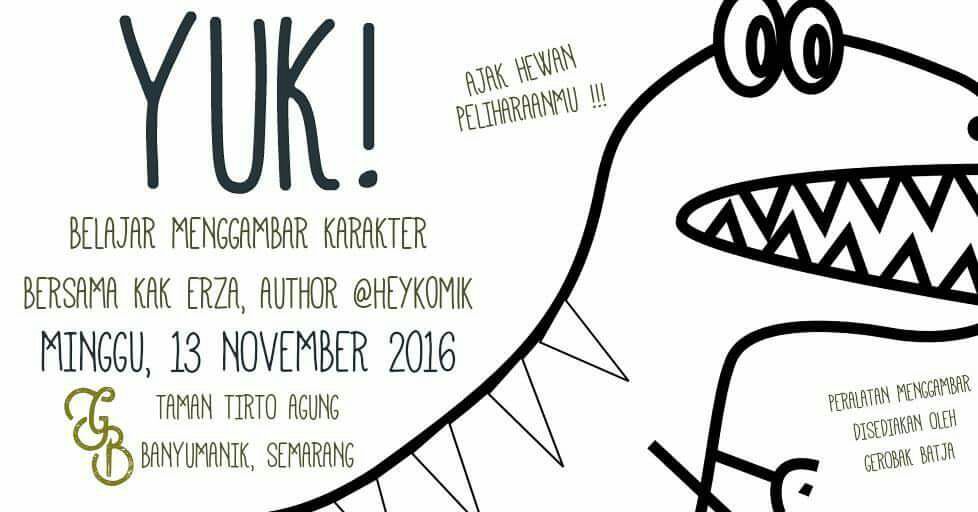 YUK!
AJAK HEWAN
PELIHARAANMU !!!
BELAJAR MENGGAMBAR KARAKTER
BERSAMA KAK ERZA, AUTHOR @HEYKOMIK
MINGGU, 13 NOVEMBER 2016
GB
TAMAN TIRTO AGUNG
BANYUMANIK, SEMARANG
PERALATAN MENGGAMBAR
DISEDIAKAN OLEH
GEROBAK BATJA